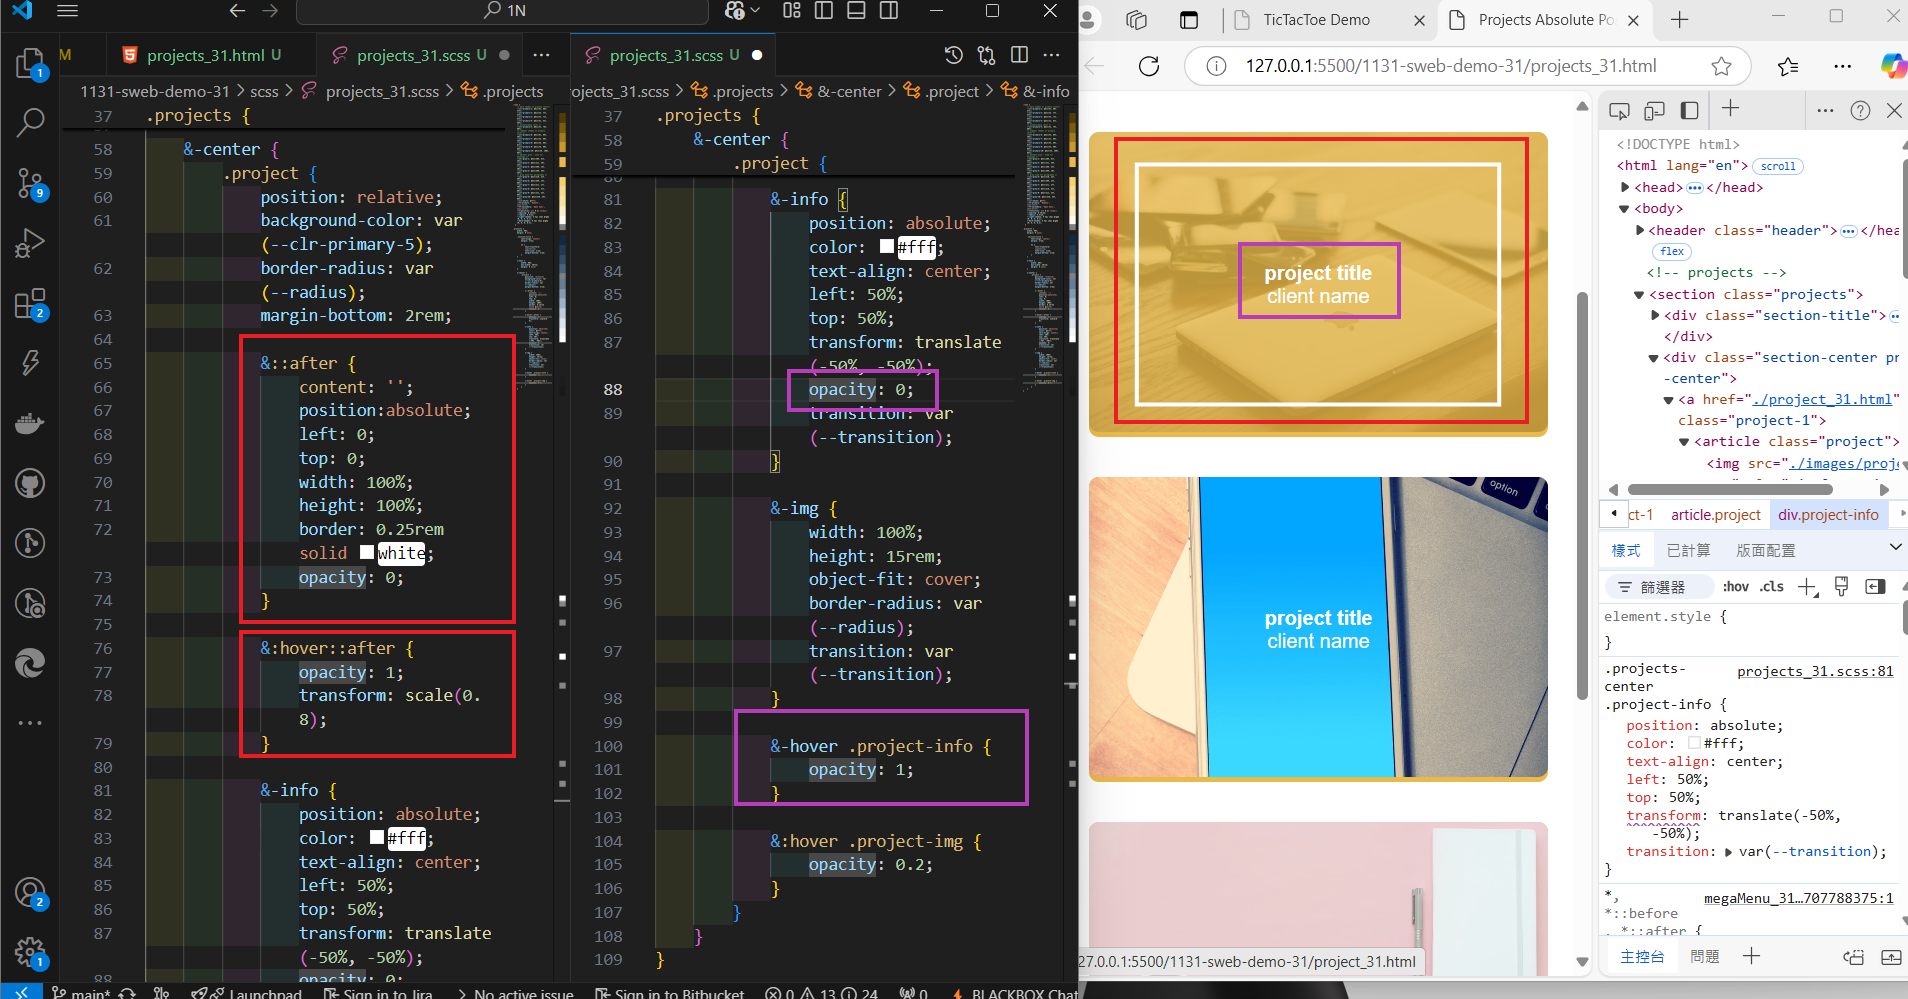 1N
M
projects_31.html U
projects_31.scss U
1131-sweb-demo-31 > scss > projects_31.scss > .projects
37 .projects {
58 &-center {
59 .project {
60 position: relative;
61 background-color: var
(--clr-primary-5);
62 border-radius: var
(--radius);
63 margin-bottom: 2rem;
64
65 &::after {
66 content: '';
67 position:absolute;
68 left: 0;
69 top: 0;
70 width: 100%;
71 height: 100%;
72 border: 0.25rem
solid white;
73 opacity: 0;
74 }
75
76 &:hover::after {
77 opacity: 1;
78 transform: scale(0.
8);
79 }
80
81 &-info {
82 position: absolute;
83 color: #fff;
84 text-align: center;
85 left: 50%;
86 top: 50%;
87 transform: translate
(-50%, -50%);
88 opacity: 0;
projects_31.scss U
rojects_31.scss > .projects > &-center > .project > &-info
37 .projects {
58 &-center {
59 .project {
80
81 &-info {
82 position: absolute;
83 color: #fff;
84 text-align: center;
85 left: 50%;
86 top: 50%;
87 transform: translate
(-50%, -50%);
88 opacity: 0;
89 transition: var
(--transition);
90 }
91
92 &-img {
93 width: 100%;
94 height: 15rem;
95 object-fit: cover;
96 border-radius: var
(--radius);
97 transition: var
(--transition);
98 }
99
100 &-hover .project-info {
101 opacity: 1;
102 }
103
104 &:hover .project-img {
105 opacity: 0.2;
106 }
107 }
108 }
109 }
1
9
2
2
1
main* Launchpad Sign in to Jira No active issue Sign in to Bitbucket 0 13 24 0 BLACKBOX Chat
TicTacToe Demo
Projects Absolute Po
127.0.0.1:5500/1131-sweb-demo-31/projects_31.html
project title
client name
option
project title
client name
27.0.0.1:5500/1131-sweb-demo-31/project_31.html
<!DOCTYPE html>
<html lang="en"> scroll
<head> </head>
<body>
<header class="header"> </hea
flex
<!-- projects -->
<section class="projects">
<div class="section-title">
</div>
<div class="section-center pr
-center">
<a href="./project_31.html"
class="project-1">
<article class="project">
<img src="./images/proje
ct-1 article.project div.project-info
樣式 已計算 版面配置
篩選器 :hov .cls
element.style {
}
.projects- projects_31.scss:81
center
.project-info {
position: absolute;
color: #fff;
text-align: center;
left: 50%;
top: 50%;
transform: translate(-50%,
-50%);
transition: var(--transition);
}
*, megaMenu_31…707788375:1
*::before
, *::after {
主控台 問題